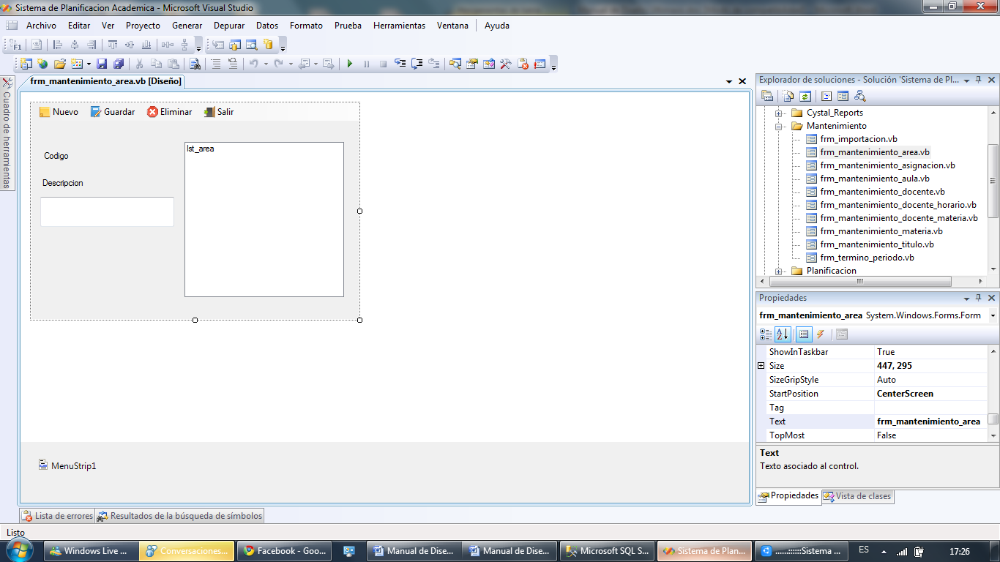 Sistema de Planificacion Academica - Microsoft Visual Studio
Archivo Editar Ver Proyecto Generar Depurar Datos Formato Prueba Herramientas Ventana Ayuda
frm_mantenimiento_area.vb [Diseño]
Cuadro de herramientas
Nuevo Guardar Eliminar Salir
Codigo
lst_area
Descripcion
MenuStrip1
Explorador de soluciones - Solución 'Sistema de Pl...
Cystal_Reports
Mantenimiento
frm_importacion.vb
frm_mantenimiento_area.vb
frm_mantenimiento_asignacion.vb
frm_mantenimiento_aula.vb
frm_mantenimiento_docente.vb
frm_mantenimiento_docente_horario.vb
frm_mantenimiento_docente_materia.vb
frm_mantenimiento_materia.vb
frm_mantenimiento_titulo.vb
frm_termino_periodo.vb
Planificacion
Propiedades
frm_mantenimiento_area System.Windows.Forms.Form
ShowInTaskbar True
Size 447, 295
SizeGripStyle Auto
StartPosition CenterScreen
Tag
Text frm_mantenimiento_area
TopMost False
Text
Texto asociado al control.
Propiedades Vista de clases
Lista de errores Resultados de la búsqueda de símbolos
Listo
Windows Live ... Conversaciones... Facebook - Goo... Manual de Dise... Manual de Dise... Microsoft SQL S... Sistema de Plan... ......::::::Sistema ... ES 17:26